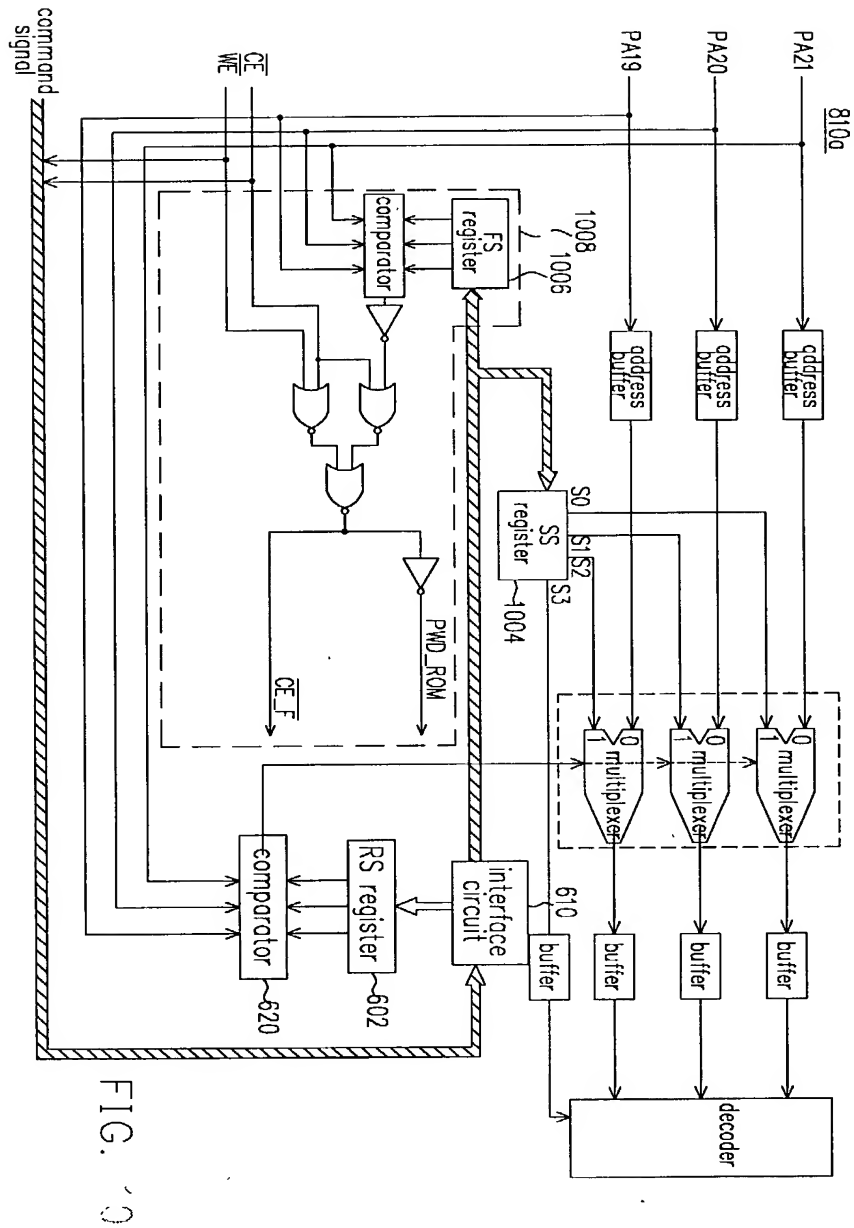 810a
PA21
PA20
PA19
CE
WE
command
signal
address
buffer
address
buffer
address
buffer
FS
register
1008
1006
comparator
SS
register
S0
S1
S2
S3
1004
PWD_ROM
CE_F
0
1
multiplexer
0
1
multiplexer
0
1
multiplexer
buffer
buffer
buffer
buffer
decoder
interface
circuit
610
RS register
602
comparator
620
FIG.